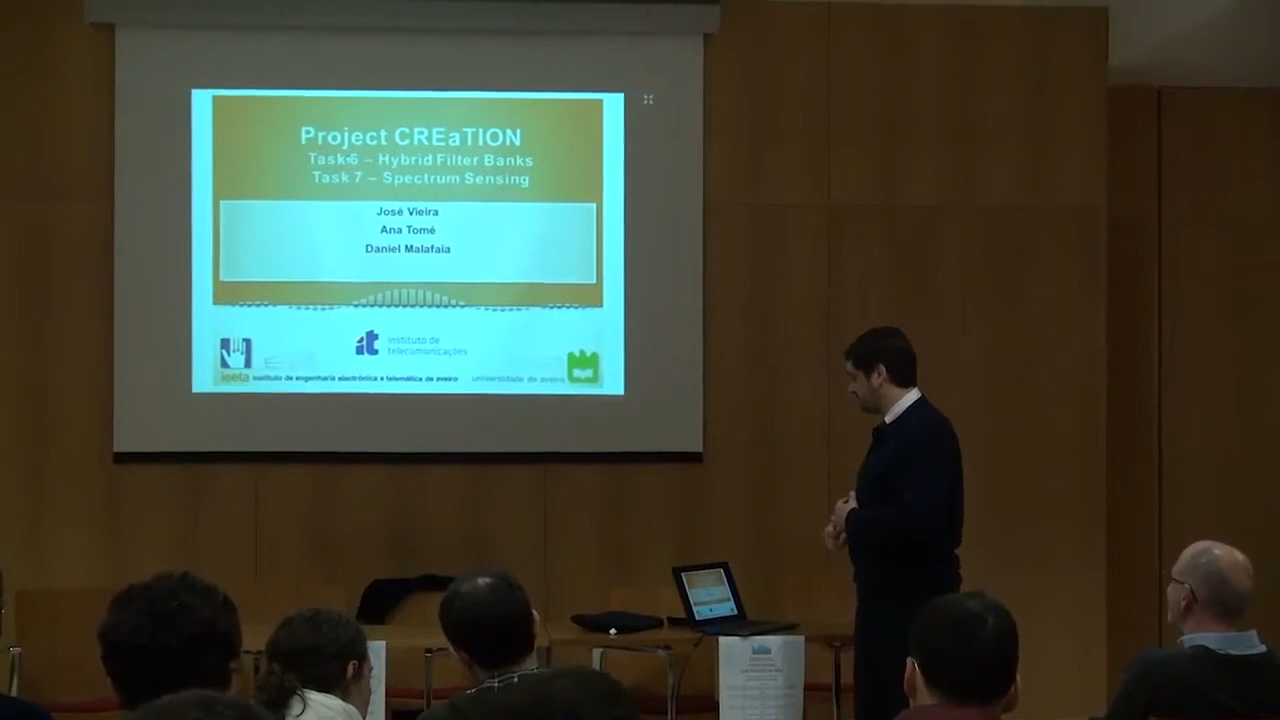 Project CREaTION
Task 6 – Hybrid Filter Banks
Task 7 – Spectrum Sensing
José Vieira
Ana Tomé
Daniel Malafaia
it instituto de
telecomunicações
ieeta instituto de engenharia electrónica e telemática de aveiro universidade de aveiro